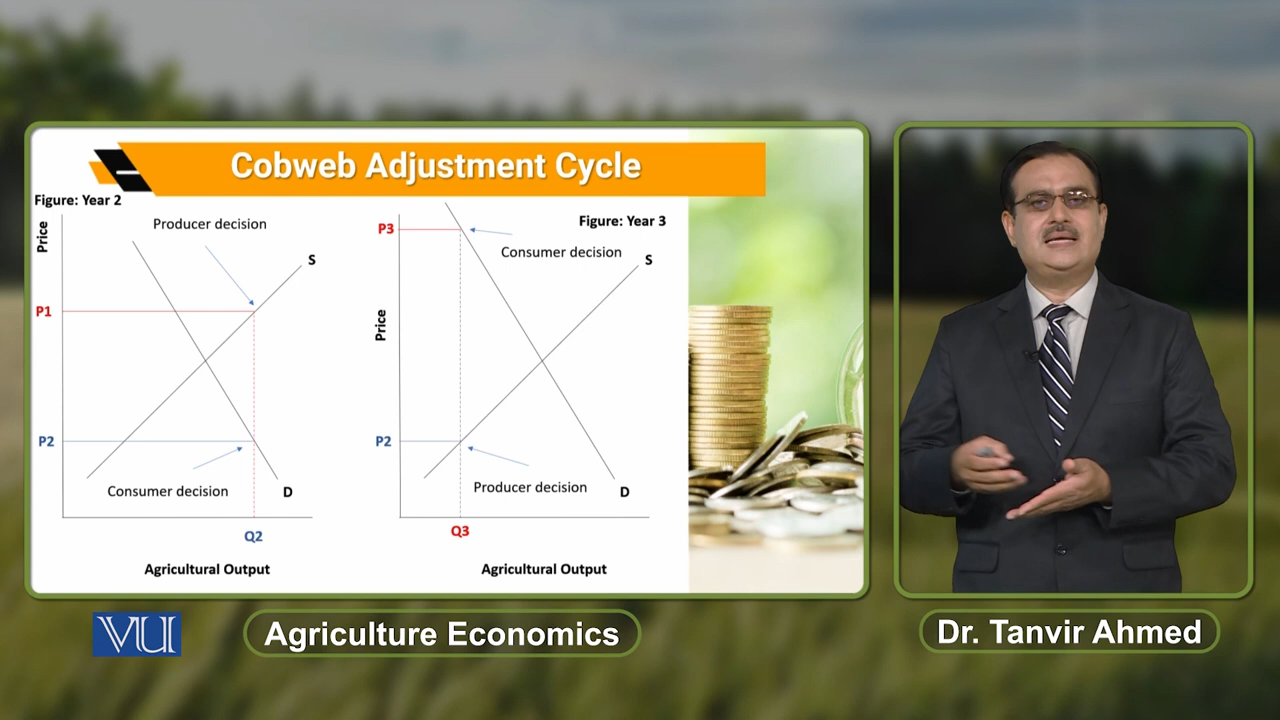 Cobweb Adjustment Cycle
Figure: Year 2
Price
Producer decision
S
P1
P2
Consumer decision
D
Q2
Agricultural Output
Figure: Year 3
P3
Consumer decision
S
Price
P2
Producer decision
D
Q3
Agricultural Output
VU
Agriculture Economics
Dr. Tanvir Ahmed